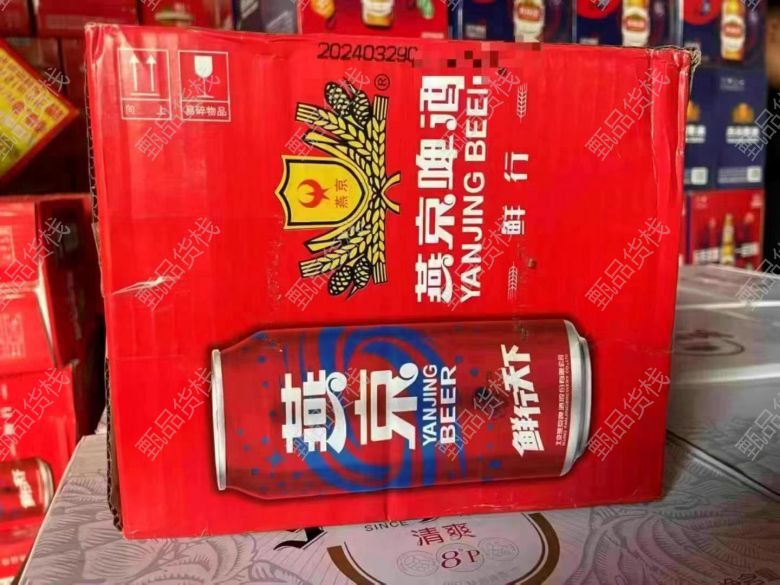 20240329
向上
易碎物品
燕京
®
燕京啤酒
YANJING BEER
鲜行
燕京
YANJING
BEER
鲜行天下
SINCE
清爽
8°P
甄品货栈